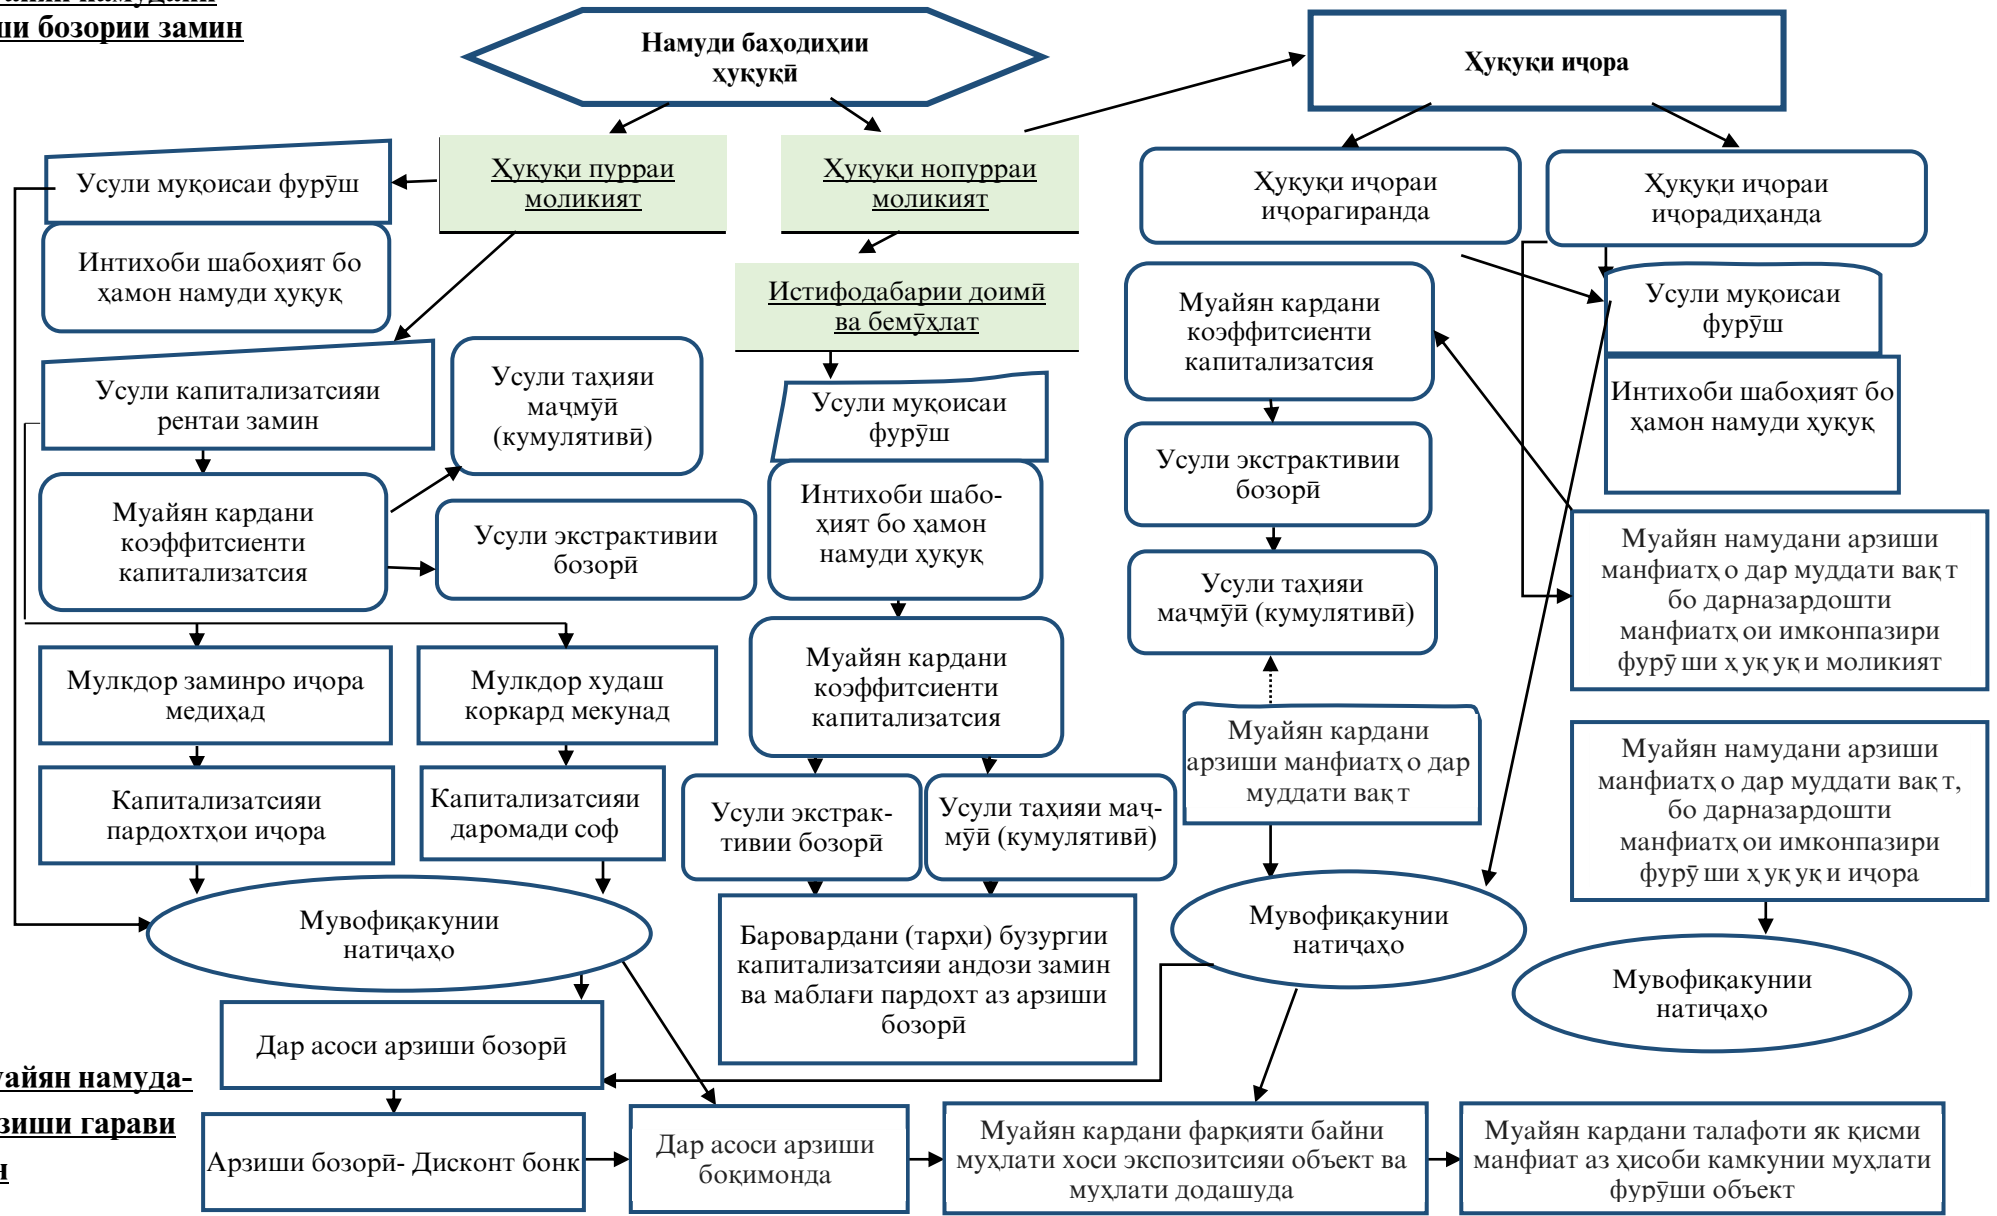 ши бозории замин
Намуди баҳодиҳии
ҳуқуқӣ
Ҳуқуқи иҷора
Усули муқоисаи фурӯш
Ҳуқуқи пурраи
моликият
Ҳуқуқи нопурраи
моликият
Ҳуқуқи иҷораи
иҷорагиранда
Ҳуқуқи иҷораи
иҷорадиҳанда
Интихоби шабоҳият бо
ҳамон намуди ҳуқуқ
Истифодабарии доимӣ
ва бемӯҳлат
Муайян кардани
коэффитсиенти
капитализатсия
Усули муқоисаи
фурӯш
Интихоби шабоҳият бо
ҳамон намуди ҳуқуқ
Усули капитализатсияи
рентаи замин
Усули таҳияи
маҷмӯӣ
(кумулятивӣ)
Усули муқоисаи
фурӯш
Усули экстрактивии
бозорӣ
Муайян кардани
коэффитсиенти
капитализатсия
Усули экстрактивии
бозорӣ
Интихоби шабо-
ҳият бо ҳамон
намуди ҳуқуқ
Усули таҳияи
маҷмӯӣ (кумулятивӣ)
Муайян намудани арзиши
манфиатҳо дар муддати вақт
бо дарназардошти
манфиатҳои имконпазири
фурӯши ҳуқуқи моликият
Мулкдор заминро иҷора
медиҳад
Мулкдор худаш
коркард мекунад
Муайян кардани
коэффитсиенти
капитализатсия
Муайян кардани
арзиши манфиатҳо дар
муддати вақт
Муайян намудани арзиши
манфиатҳо дар муддати вақт,
бо дарназардошти
манфиатҳои имконпазири
фурӯши ҳуқуқи иҷора
Капитализатсияи
пардохтҳои иҷора
Капитализатсияи
даромади соф
Усули экстрак-
тивии бозорӣ
Усули таҳияи маҷ-
мӯӣ (кумулятивӣ)
Мувофиқакунии
натиҷаҳо
Баровардани (тарҳи) бузургии
капитализатсияи андози замин
ва маблағи пардохт аз арзиши
бозорӣ
Мувофиқакунии
натиҷаҳо
Мувофиқакунии
натиҷаҳо
Дар асоси арзиши бозорӣ
уайян намуда-
зиши гарави
н
Арзиши бозорӣ- Дисконт бонк
Дар асоси арзиши
боқимонда
Муайян кардани фарқияти байни
муҳлати хоси экспозитсияи объект ва
муҳлати додашуда
Муайян кардани талафоти як қисми
манфиат аз ҳисоби камкунии муҳлати
фурӯши объект